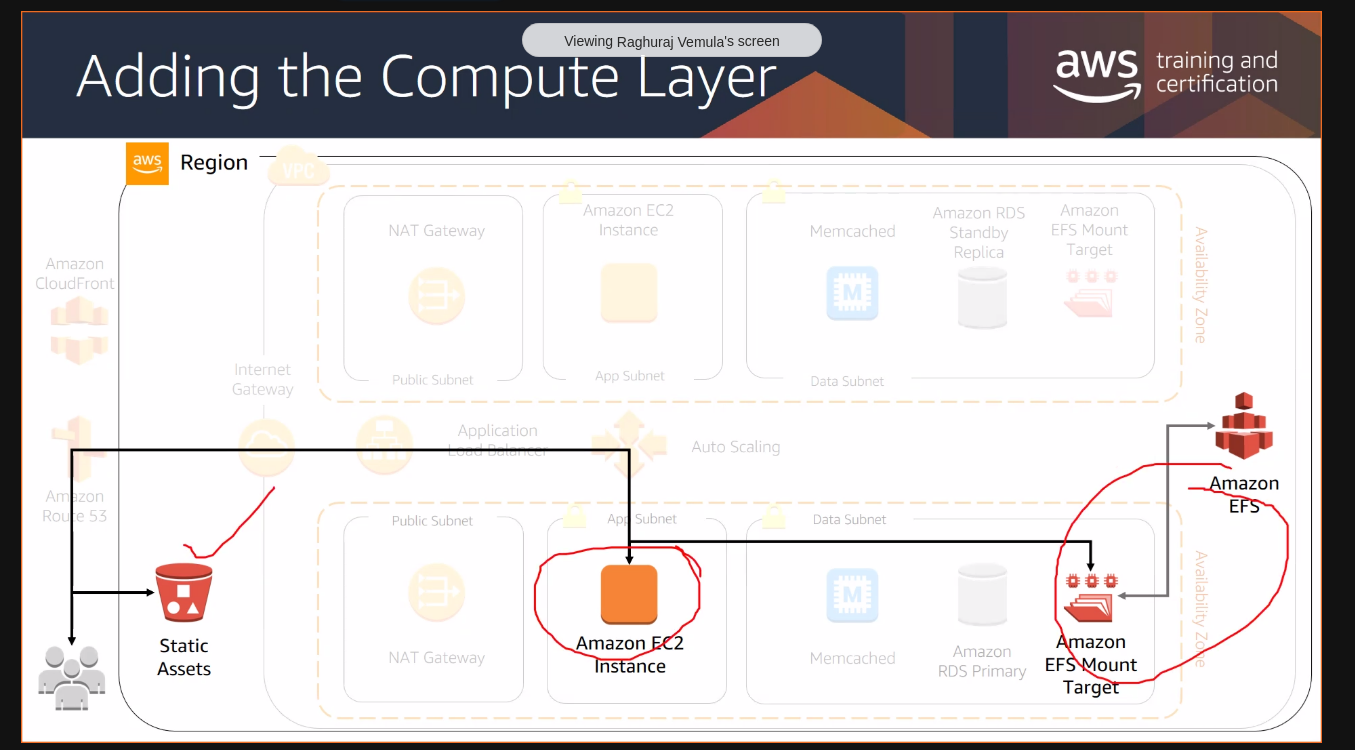 Viewing Raghuraj Vemula's screen
Adding the Compute Layer
aws
training and
certification
aws
Region
VPC
NAT Gateway
Public Subnet
Amazon EC2
Instance
App Subnet
Memcached
M
Amazon RDS
Standby
Replica
Amazon
EFS Mount
Target
Data Subnet
Availability Zone
Amazon
CloudFront
Internet
Gateway
Application
Load Balancer
Auto Scaling
Amazon
Route 53
Amazon
EFS
Static
Assets
Public Subnet
NAT Gateway
App Subnet
Amazon EC2
Instance
Data Subnet
M
Memcached
Amazon
RDS Primary
Amazon
EFS Mount
Target
Availability Zone